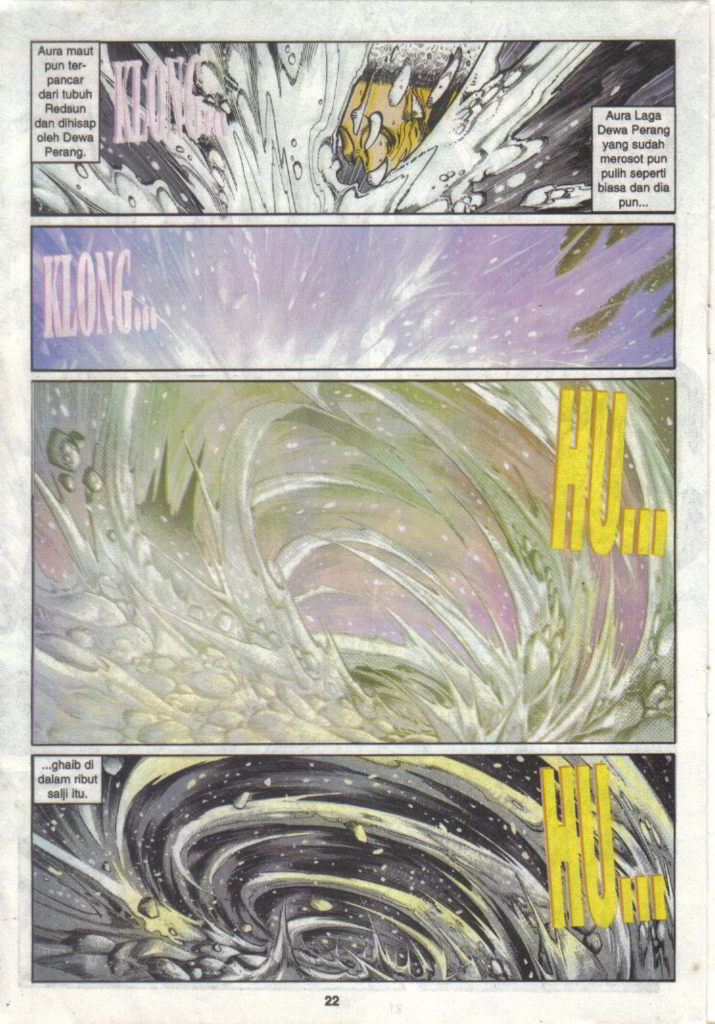 Aura maut
pun ter-
pancar
dari tubuh
Redsun
dan dihisap
oleh Dewa
Perang.
KLONG...
Aura Laga
Dewa Perang
yang sudah
merosot pun
pulih seperti
biasa dan dia
pun...
KLONG...
HU...
...ghaib di
dalam ribut
salji itu.
HU...
22